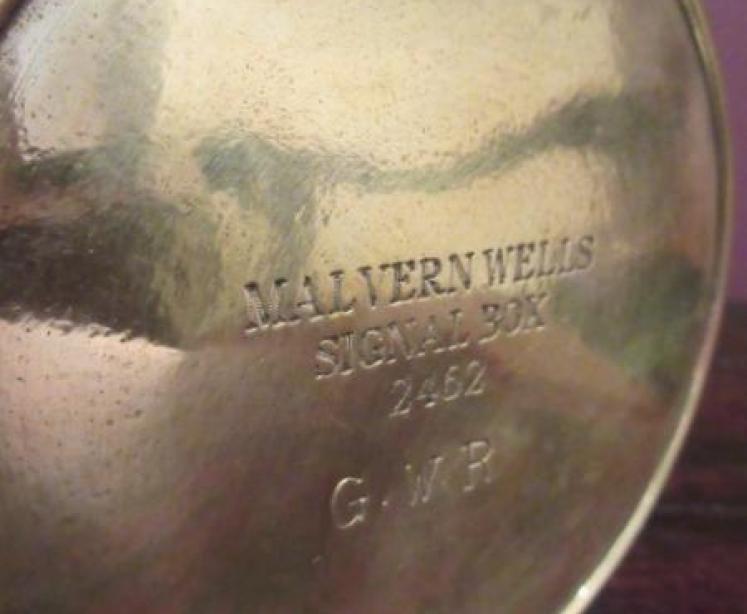 MALVERN WELLS
SIGNAL BOX
2462
G.W.R